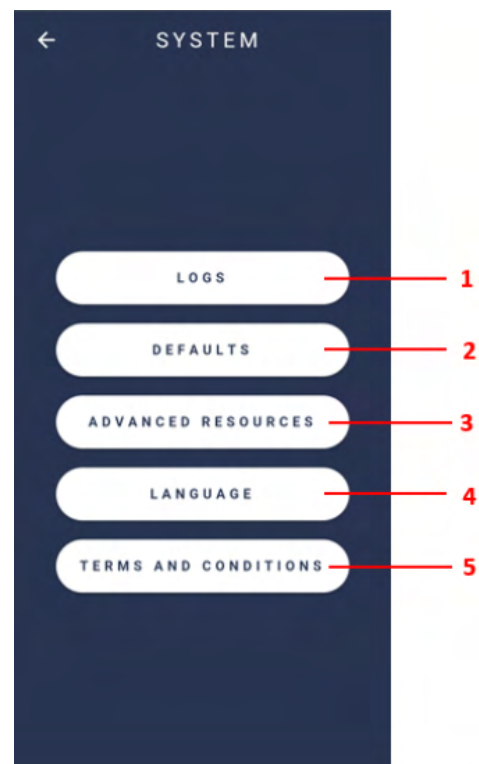 ← SYSTEM
LOGS 1
DEFAULTS 2
ADVANCED RESOURCES 3
LANGUAGE 4
TERMS AND CONDITIONS 5